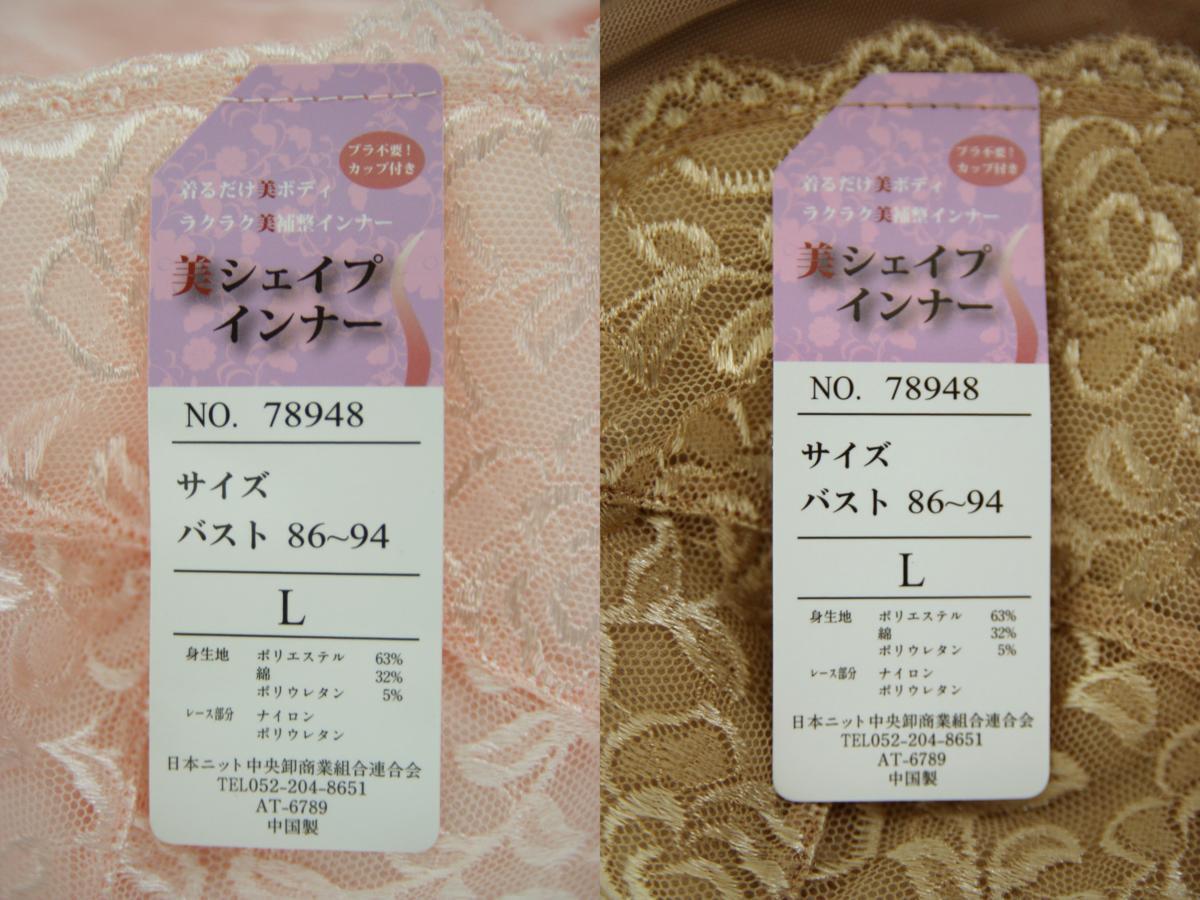 ブラ不要!
カップ付き
着るだけ美ボディ
ラクラク美補整インナー
美シェイプ
インナー
NO. 78948
サイズ
バスト 86~94
L
身生地 ポリエステル 63%
綿 32%
ポリウレタン 5%
レース部分 ナイロン
ポリウレタン
日本ニット中央卸商業組合連合会
TEL052-204-8651
AT-6789
中国製
ブラ不要!
カップ付き
着るだけ美ボディ
ラクラク美補整インナー
美シェイプ
インナー
NO. 78948
サイズ
バスト 86~94
L
身生地 ポリエステル 63%
綿 32%
ポリウレタン 5%
レース部分 ナイロン
ポリウレタン
日本ニット中央卸商業組合連合会
TEL052-204-8651
AT-6789
中国製